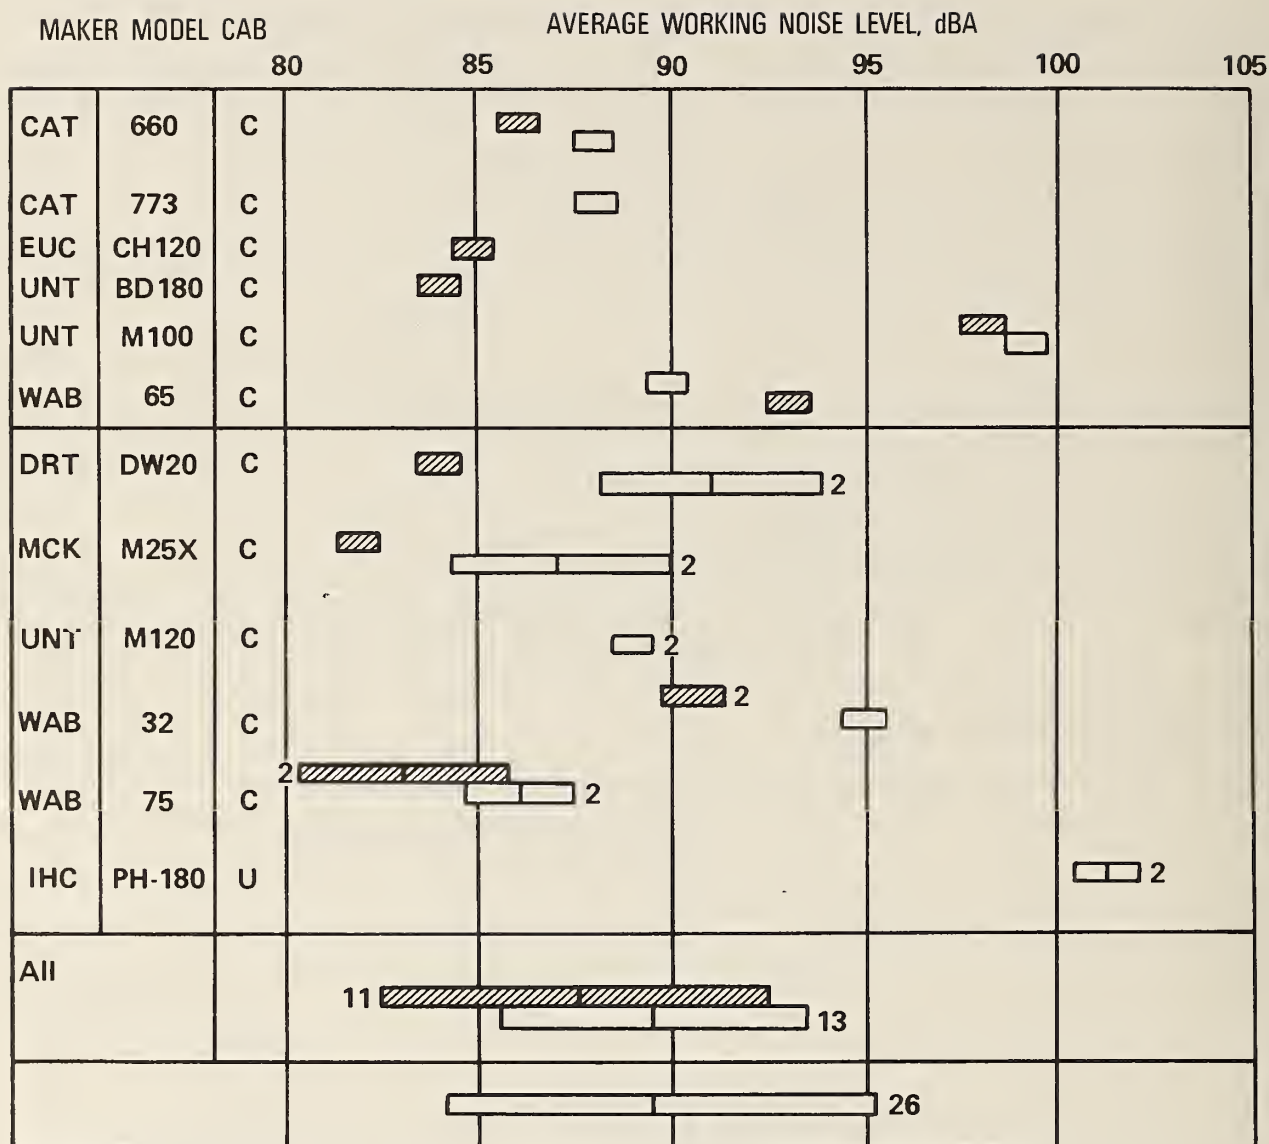 MAKER MODEL CAB AVERAGE WORKING NOISE LEVEL, dBA
80 85 90 95 100 105
CAT 660 C
CAT 773 C
EUC CH120 C
UNT BD180 C
UNT M100 C
WAB 65 C
DRT DW20 C 2
MCK M25X C 2
UNT M120 C 2
2
WAB 32 C
2
WAB 75 C 2
IHC PH-180 U 2
All
11
13
26